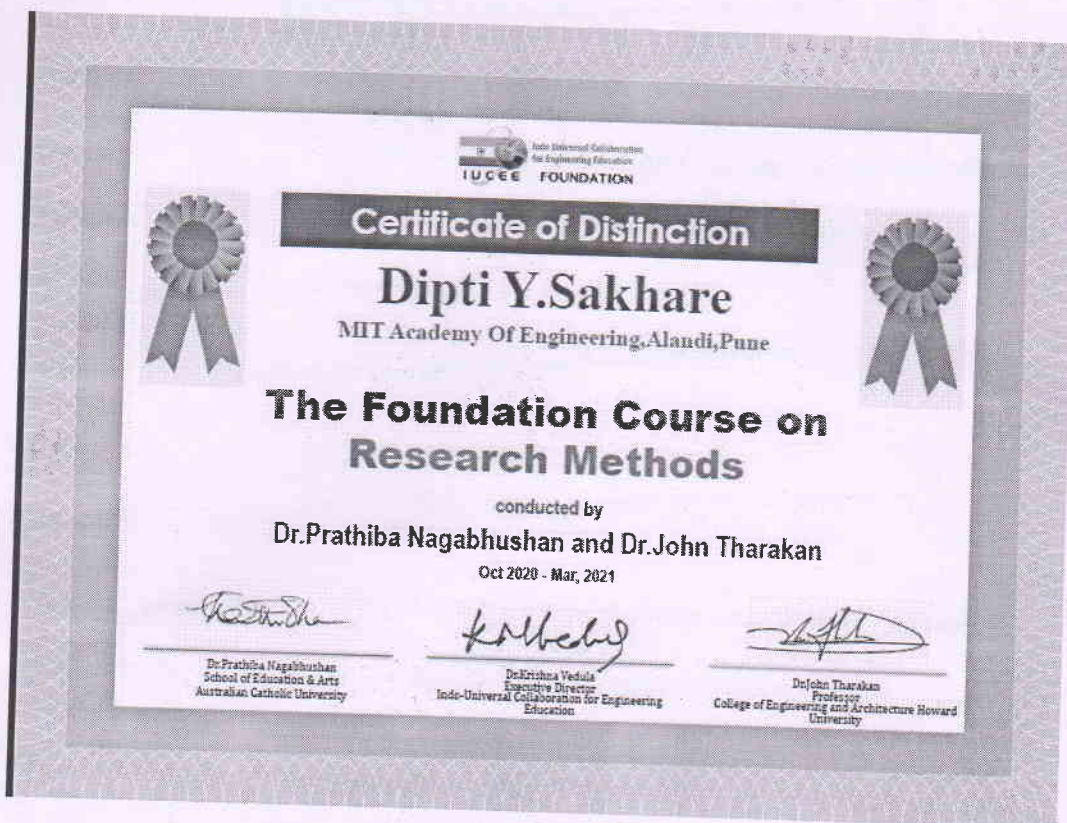 Indo Universal Collaboration
for Engineering Education
IUCEE FOUNDATION
Certificate of Distinction
Dipti Y.Sakhare
MIT Academy Of Engineering,Alandi,Pune
The Foundation Course on
Research Methods
conducted by
Dr.Prathiba Nagabhushan and Dr.John Tharakan
Oct 2020 - Mar, 2021
Dr.Prathiba Nagabhushan
School of Education & Arts
Australian Catholic University
Dr.Krishna Vedula
Executive Director
Indo-Universal Collaboration for Engineering
Education
Dr.John Tharakan
Professor
College of Engineering and Architecture Howard
University